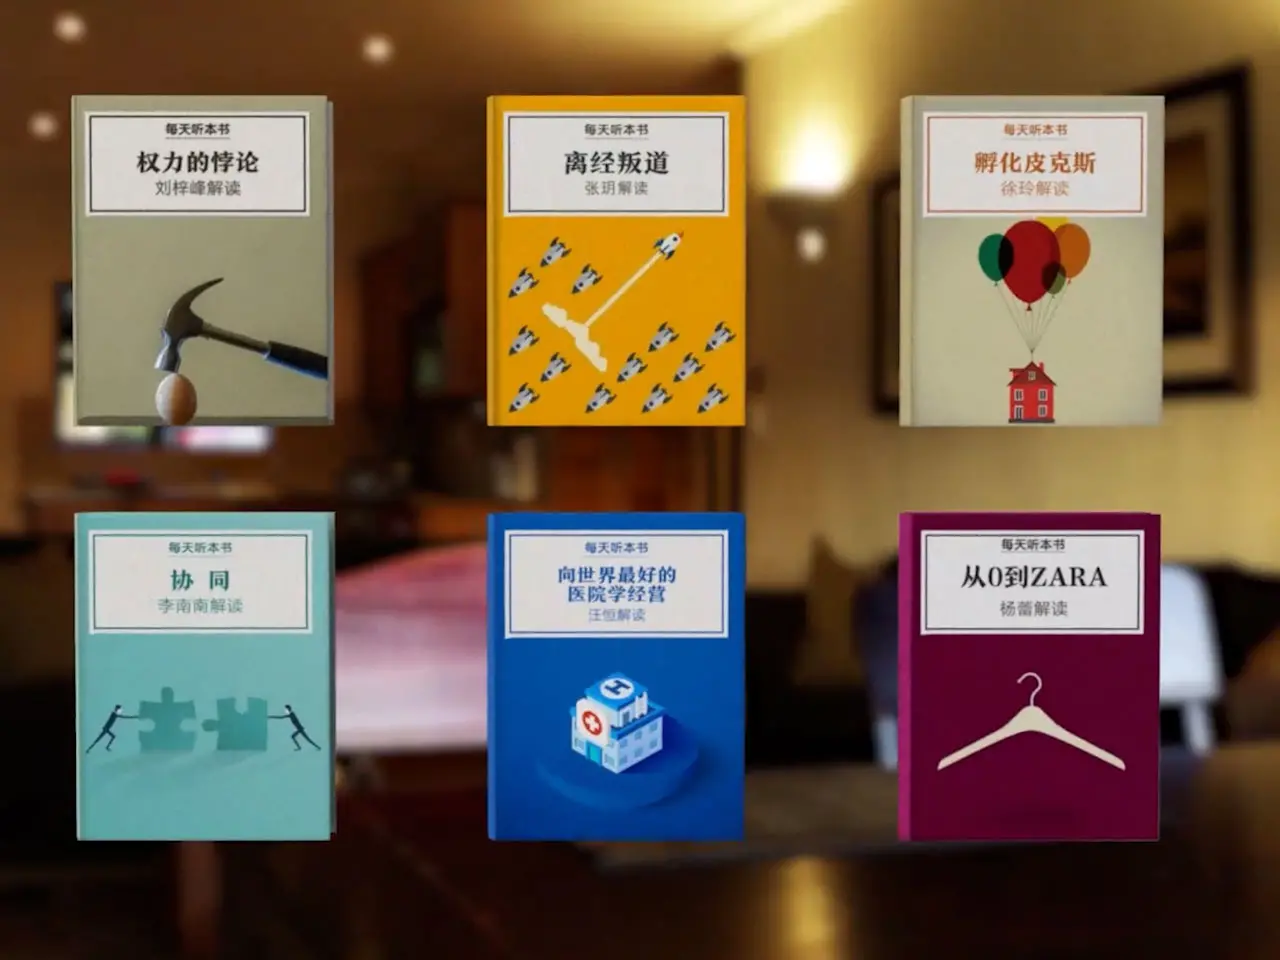 每天听本书
权力的悖论
刘梓峰解读
每天听本书
离经叛道
张玥解读
每天听本书
孵化皮克斯
徐玲解读
每天听本书
协 同
李南南解读
每天听本书
向世界最好的
医院学经营
汪恒解读
每天听本书
从0到ZARA
杨蕾解读